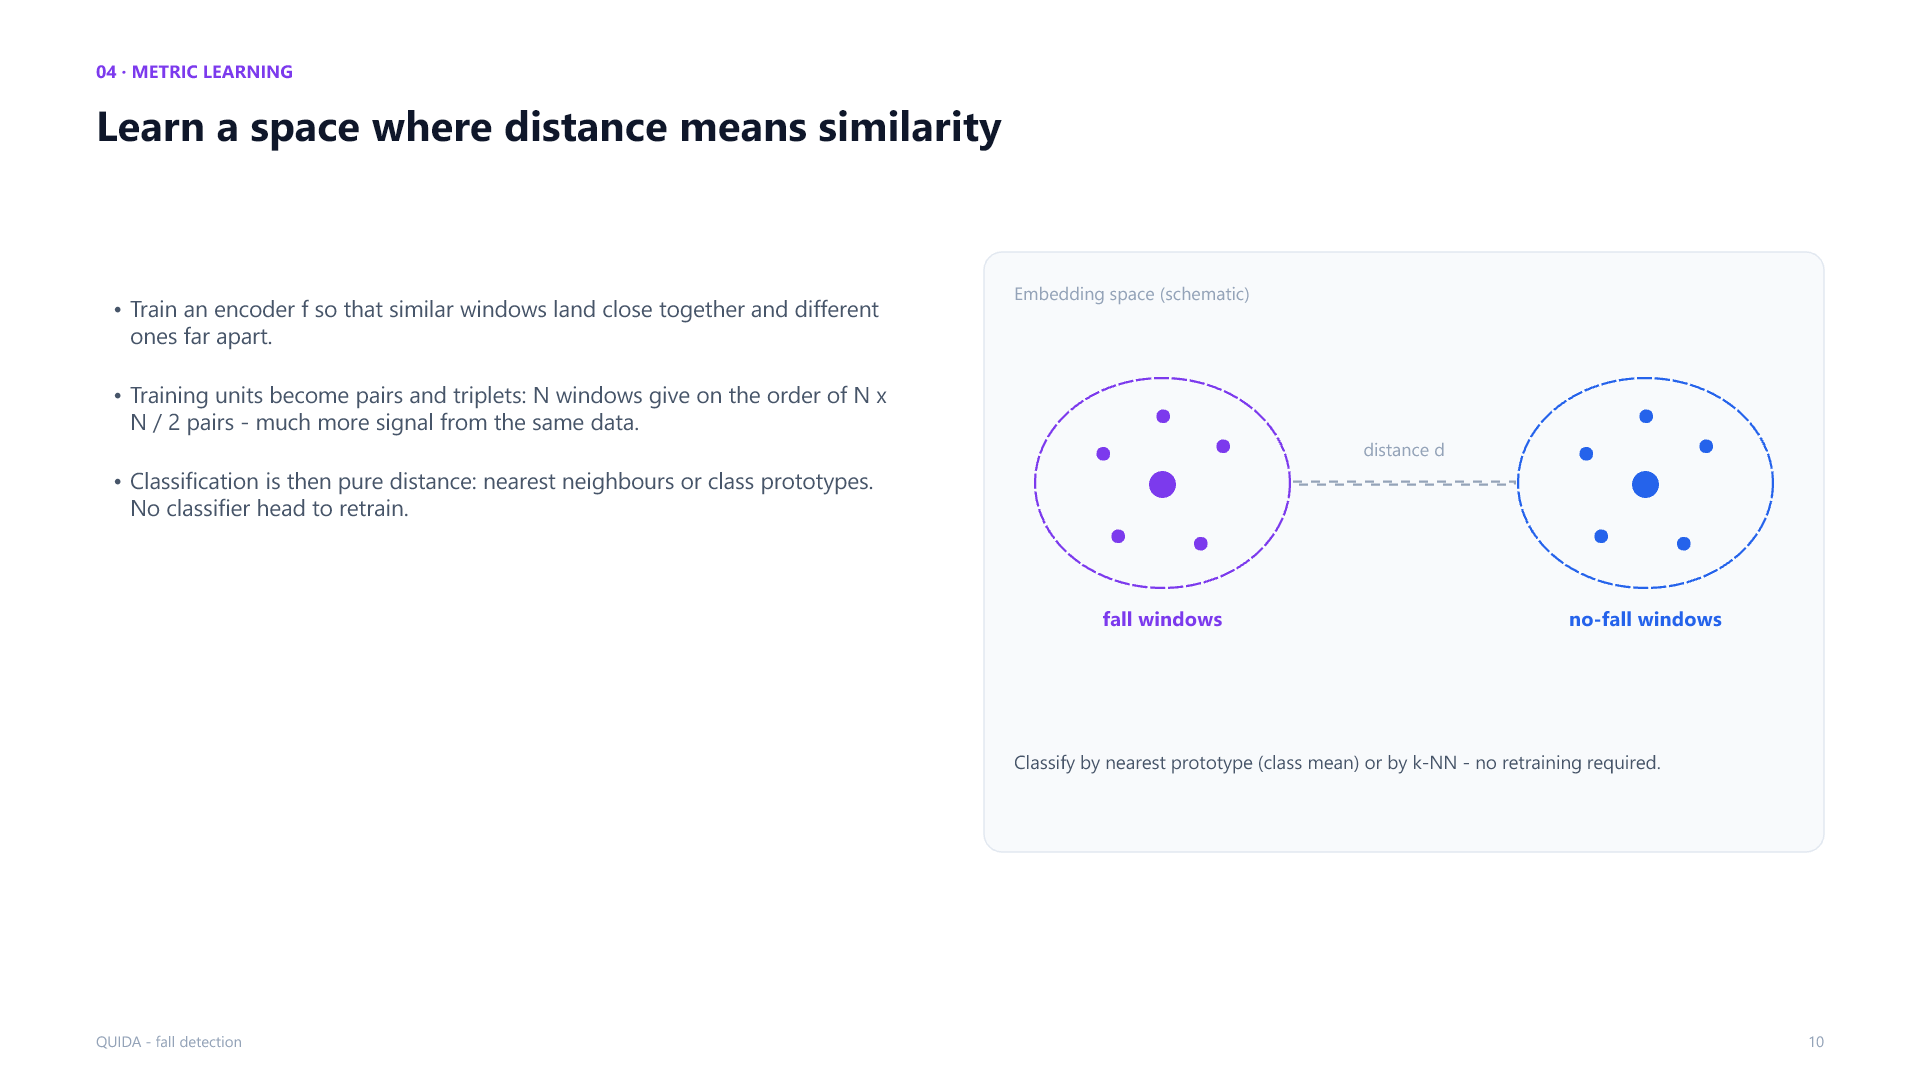 04 · METRIC LEARNING
Learn a space where distance means similarity
• Train an encoder f so that similar windows land close together and different
ones far apart.
• Training units become pairs and triplets: N windows give on the order of N x
N / 2 pairs - much more signal from the same data.
• Classification is then pure distance: nearest neighbours or class prototypes.
No classifier head to retrain.
Embedding space (schematic)
distance d
fall windows
no-fall windows
Classify by nearest prototype (class mean) or by k-NN - no retraining required.
QUIDA - fall detection
10